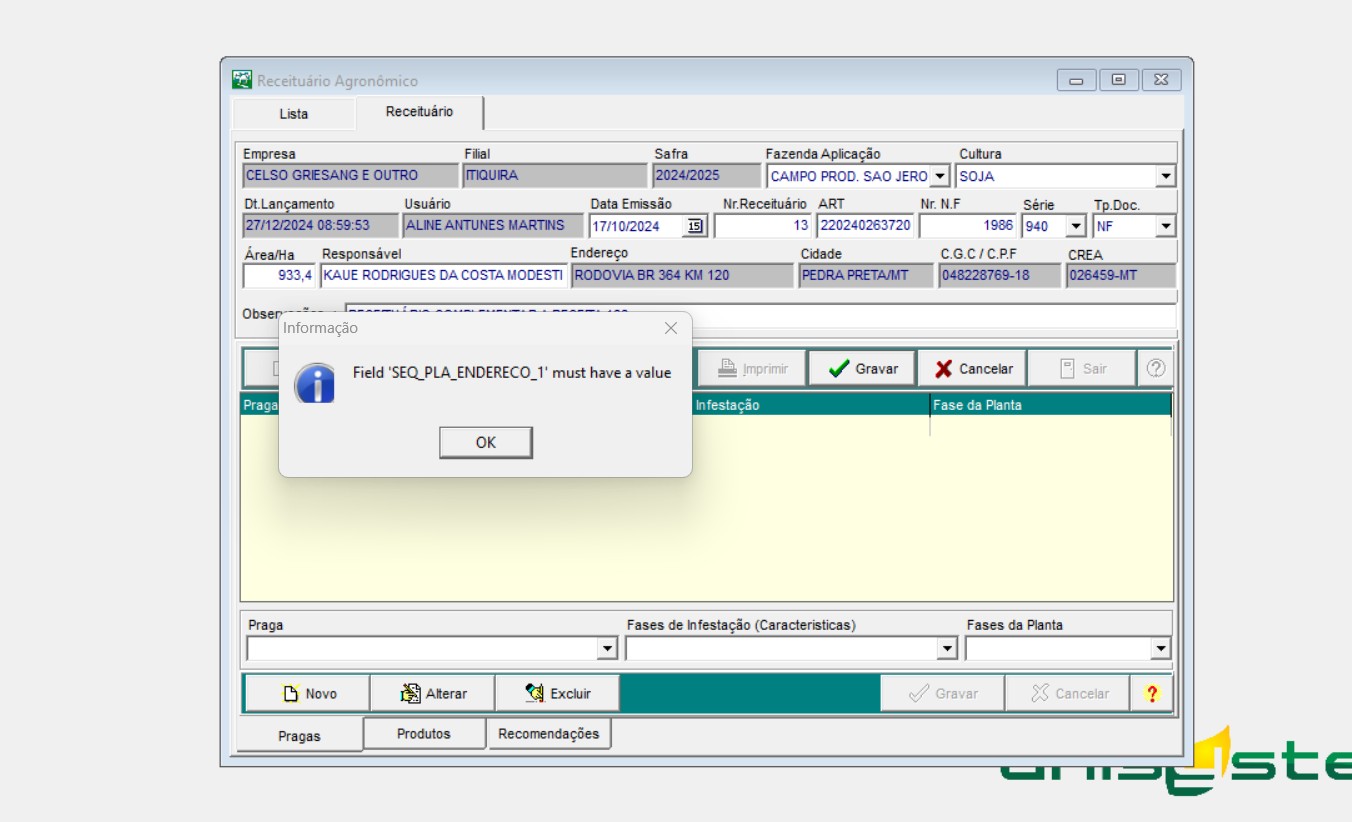 Receituário Agronômico
Lista
Receituário
Empresa Filial Safra Fazenda Aplicação Cultura
CELSO GRIESANG E OUTRO ITIQUIRA 2024/2025 CAMPO PROD. SAO JERO SOJA
Dt.Lançamento Usuário Data Emissão Nr.Receituário ART Nr. N.F Série Tp.Doc.
27/12/2024 08:59:53 ALINE ANTUNES MARTINS 17/10/2024 15 13 220240263720 1986 940 NF
Área/Ha Responsável Endereço Cidade C.G.C / C.P.F CREA
933,4 KAUE RODRIGUES DA COSTA MODESTI RODOVIA BR 364 KM 120 PEDRA PRETA/MT 048228769-18 026459-MT
Informação
Field 'SEQ_PLA_ENDERECO_1' must have a value
OK
Imprimir Gravar Cancelar Sair ?
Praga Infestação Fase da Planta
Praga Fases de Infestação (Caracteristicas) Fases da Planta
Novo Alterar Excluir Gravar Cancelar ?
Pragas Produtos Recomendações